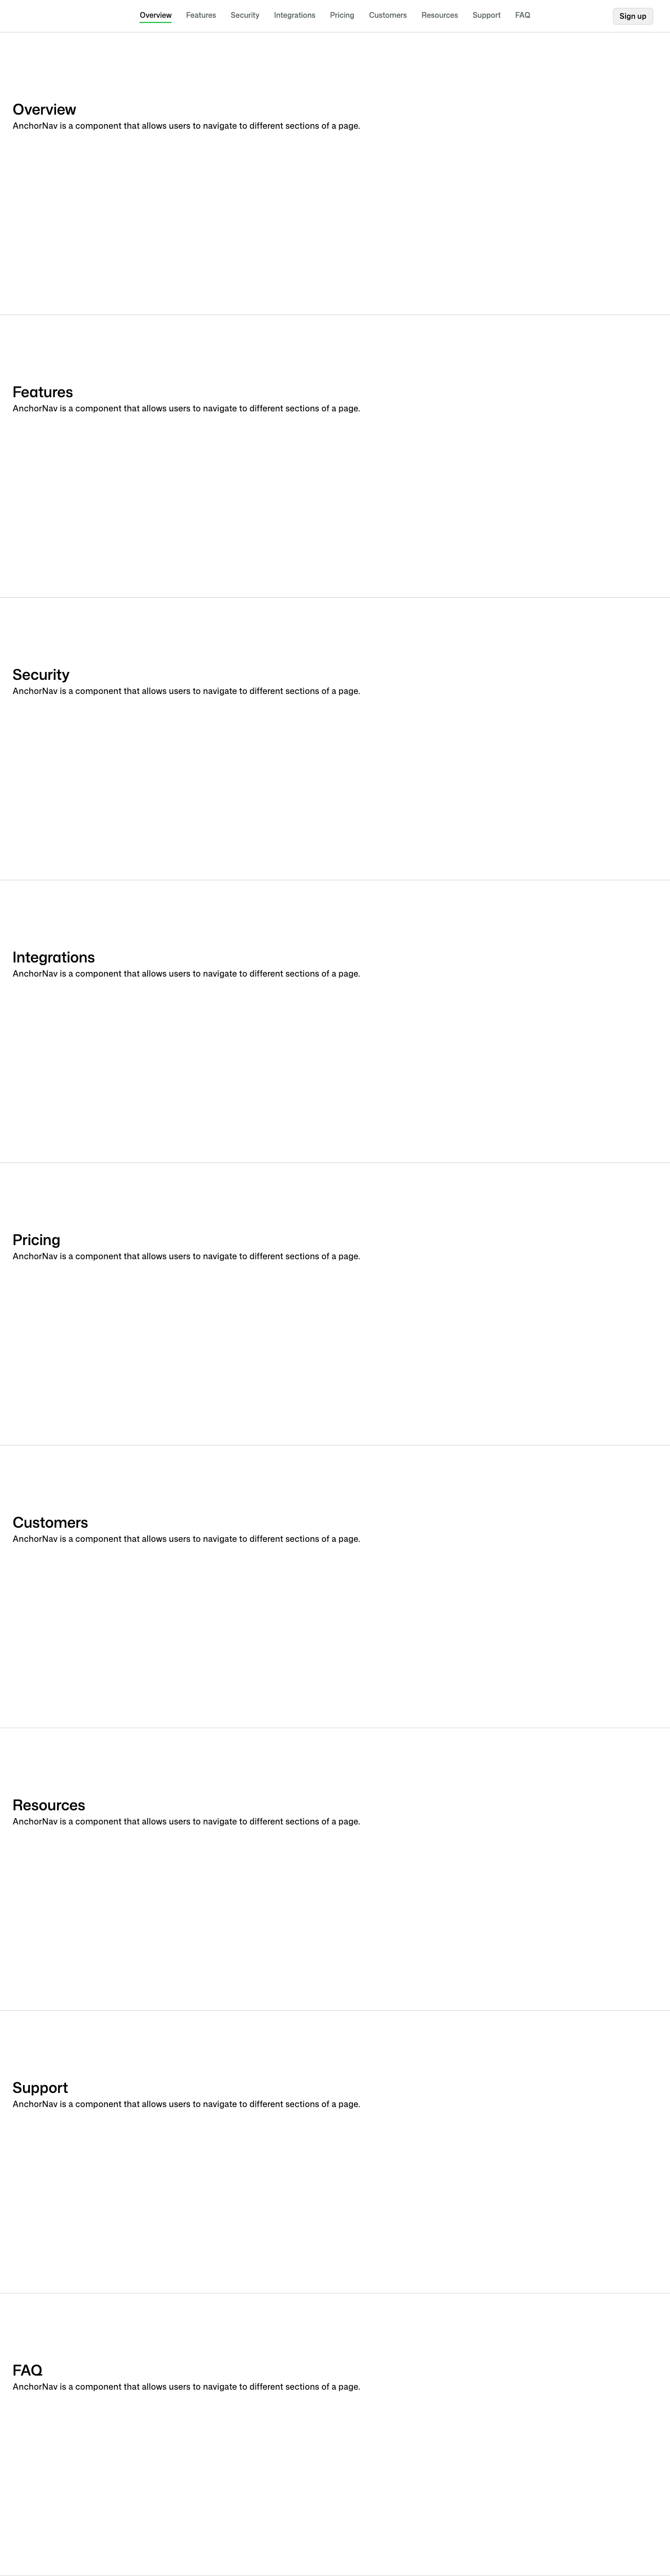 Overview Features Security Integrations Pricing Customers Resources Support FAQ Sign up
Overview
AnchorNav is a component that allows users to navigate to different sections of a page.
Features
AnchorNav is a component that allows users to navigate to different sections of a page.
Security
AnchorNav is a component that allows users to navigate to different sections of a page.
Integrations
AnchorNav is a component that allows users to navigate to different sections of a page.
Pricing
AnchorNav is a component that allows users to navigate to different sections of a page.
Customers
AnchorNav is a component that allows users to navigate to different sections of a page.
Resources
AnchorNav is a component that allows users to navigate to different sections of a page.
Support
AnchorNav is a component that allows users to navigate to different sections of a page.
FAQ
AnchorNav is a component that allows users to navigate to different sections of a page.